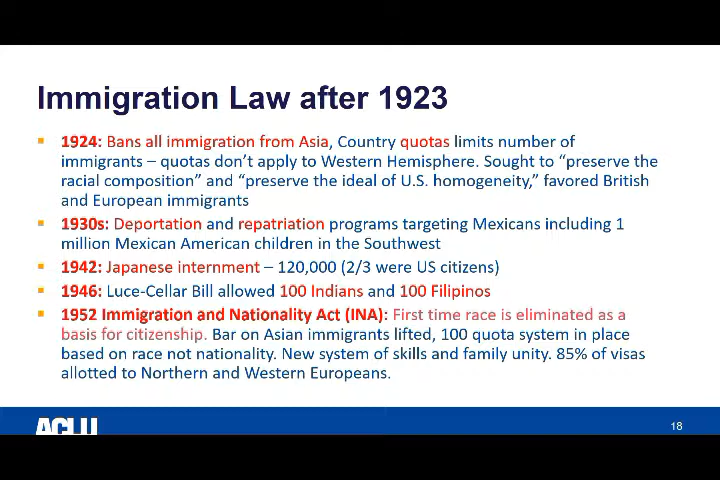 Immigration Law after 1923
1924: Bans all immigration from Asia, Country quotas limits number of
immigrants – quotas don't apply to Western Hemisphere. Sought to "preserve the
racial composition" and "preserve the ideal of U.S. homogeneity," favored British
and European immigrants
1930s: Deportation and repatriation programs targeting Mexicans including 1
million Mexican American children in the Southwest
1942: Japanese internment – 120,000 (2/3 were US citizens)
1946: Luce-Cellar Bill allowed 100 Indians and 100 Filipinos
1952 Immigration and Nationality Act (INA): First time race is eliminated as a
basis for citizenship. Bar on Asian immigrants lifted, 100 quota system in place
based on race not nationality. New system of skills and family unity. 85% of visas
allotted to Northern and Western Europeans.
ACLU
18